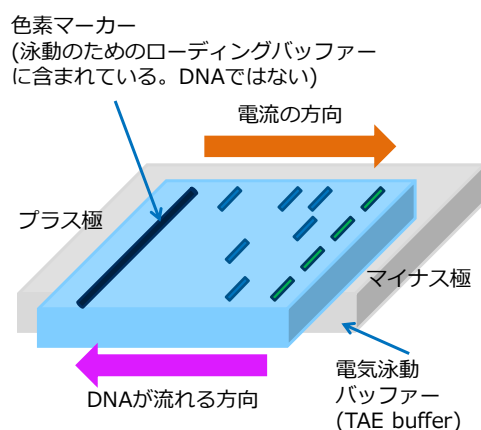 色素マーカー
(泳動のためのローディングバッファー
に含まれている。DNAではない)
電流の方向
プラス極
マイナス極
DNAが流れる方向
電気泳動
バッファー
(TAE buffer)